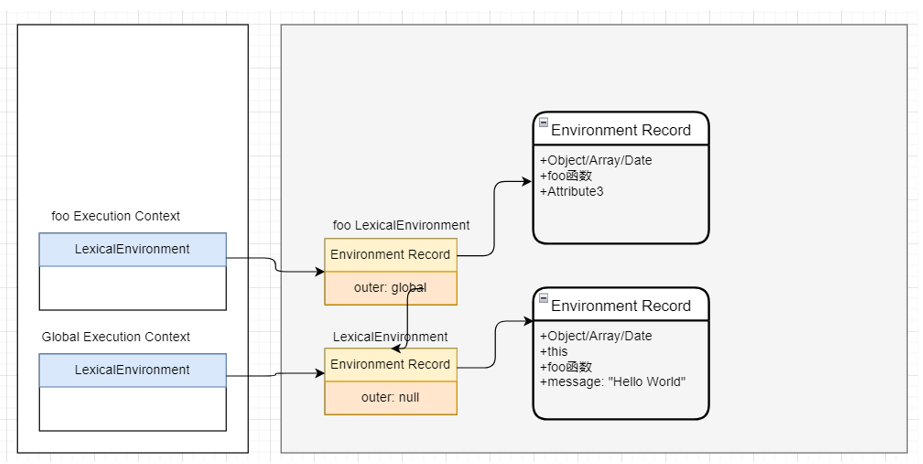 foo Execution Context
LexicalEnvironment
Global Execution Context
LexicalEnvironment
foo LexicalEnvironment
Environment Record
outer: global
LexicalEnvironment
Environment Record
outer: null
Environment Record
+Object/Array/Date
+foo函数
+Attribute3
Environment Record
+Object/Array/Date
+this
+foo函数
+message: "Hello World"